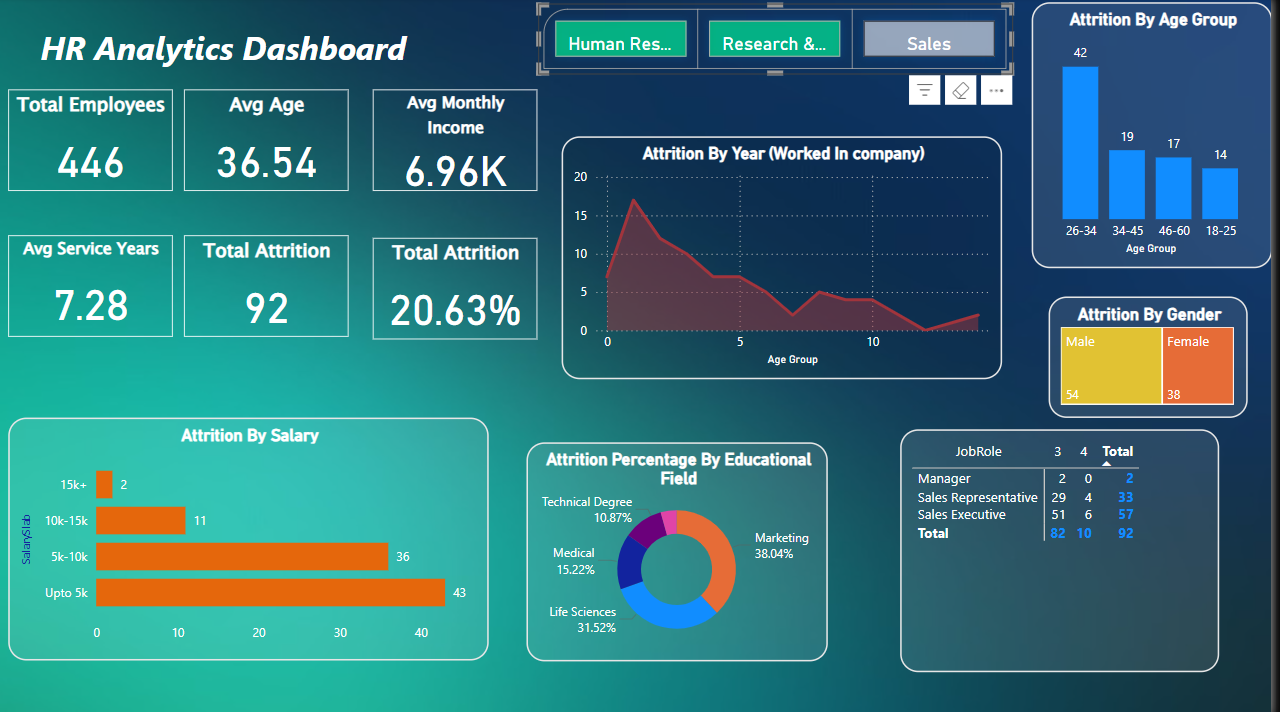 HR Analytics Dashboard
Human Res...
Research &...
Sales
Total Employees
446
Avg Age
36.54
Avg Monthly
Income
6.96K
Avg Service Years
7.28
Total Attrition
92
Total Attrition
20.63%
Attrition By Year (Worked In company)
20
15
10
5
0
0
5
10
Age Group
Attrition By Age Group
42
19
17
14
26-34
34-45
46-60
18-25
Age Group
Attrition By Gender
Male
Female
54
38
Attrition By Salary
SalarySlab
15k+
2
10k-15k
11
5k-10k
36
Upto 5k
43
0
10
20
30
40
Attrition Percentage By Educational
Field
Technical Degree
10.87%
Medical
15.22%
Life Sciences
31.52%
Marketing
38.04%
JobRole 3 4 Total
Manager 2 0 2
Sales Representative 29 4 33
Sales Executive 51 6 57
Total 82 10 92